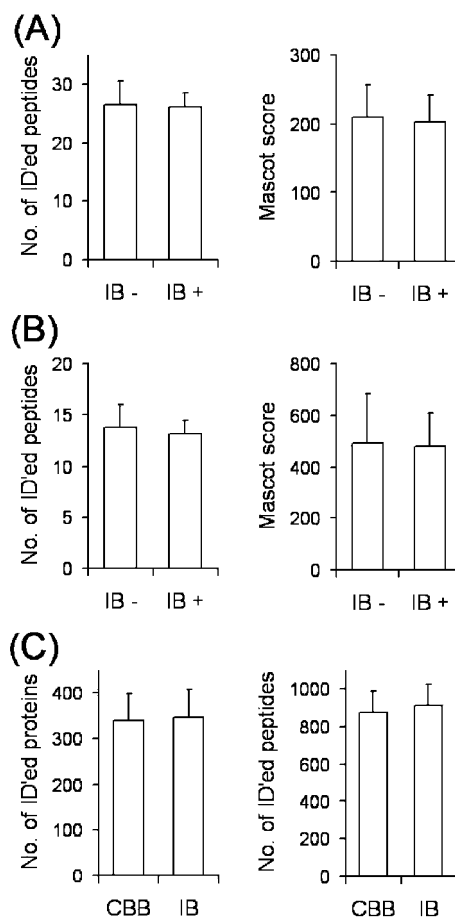 (A)
No. of ID'ed peptides
30
20
10
0
IB - IB +
Mascot score
300
200
100
0
IB - IB +
(B)
No. of ID'ed peptides
20
15
10
5
0
IB - IB +
Mascot score
800
600
400
200
0
IB - IB +
(C)
No. of ID'ed proteins
400
300
200
100
0
CBB IB
No. of ID'ed peptides
1000
800
600
400
200
0
CBB IB